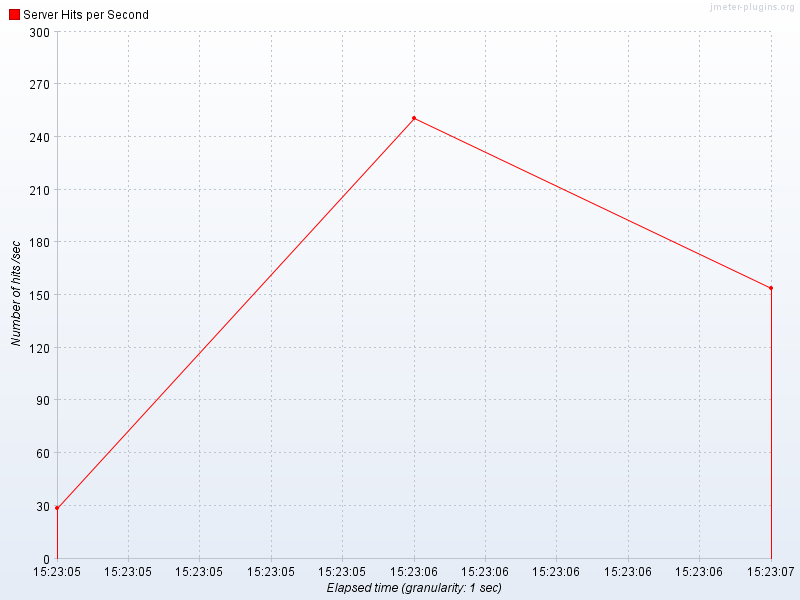 jmeter-plugins.org
Server Hits per Second
300
270
240
210
180
150
120
90
60
30
0
Number of hits /sec
15:23:05 15:23:05 15:23:05 15:23:05 15:23:05 15:23:06 15:23:06 15:23:06 15:23:06 15:23:06 15:23:07
Elapsed time (granularity: 1 sec)